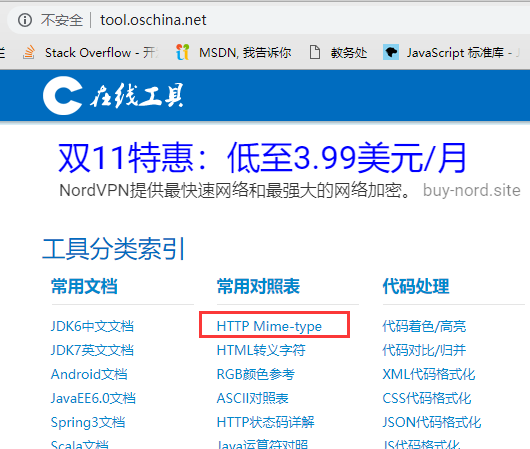 不安全 | tool.oschina.net
Stack Overflow - 开 MSDN, 我告诉你 教务处 JavaScript 标准库 - J
在线工具
双11特惠：低至3.99美元/月
NordVPN提供最快速网络和最强大的网络加密。 buy-nord.site
工具分类索引
常用文档 常用对照表 代码处理
JDK6中文文档 HTTP Mime-type 代码着色/高亮
JDK7英文文档 HTML转义字符 代码对比/归并
Android文档 RGB颜色参考 XML代码格式化
JavaEE6.0文档 ASCII对照表 CSS代码格式化
Spring3文档 HTTP状态码详解 JSON代码格式化
Scala文档 Java运算符对照 JS代码格式化